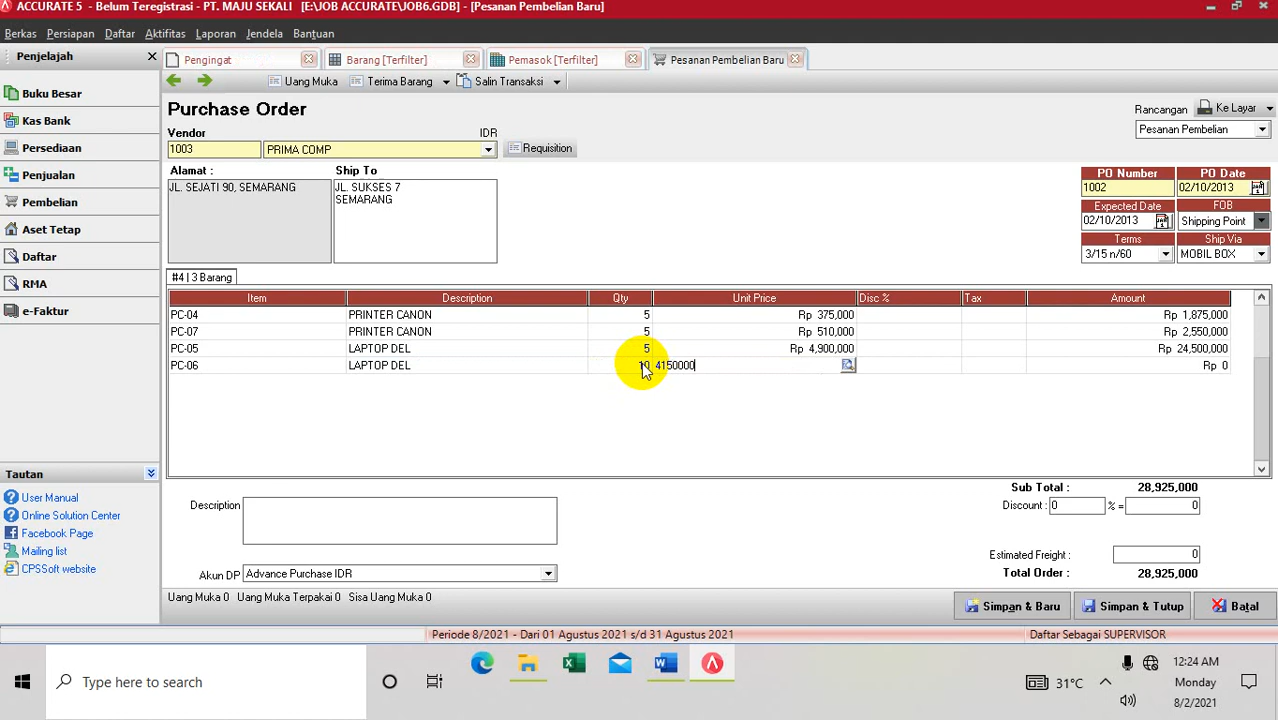 ACCURATE 5 - Belum Teregistrasi - PT. MAJU SEKALI [E:\JOB ACCURATE\JOB6.GDB] - [Pesanan Pembelian Baru]
Berkas Persiapan Daftar Aktifitas Laporan Jendela Bantuan
Penjelajah
Pengingat Barang [Terfilter] Pemasok [Terfilter] Pesanan Pembelian Baru
Uang Muka Terima Barang Salin Transaksi
Buku Besar
Kas Bank
Persediaan
Penjualan
Pembelian
Aset Tetap
Daftar
RMA
e-Faktur
Purchase Order
Rancangan Ke Layar
Pesanan Pembelian
Vendor IDR
1003 PRIMA COMP Requisition
Alamat : Ship To
JL. SEJATI 90, SEMARANG JL. SUKSES 7
SEMARANG
PO Number PO Date
1002 02/10/2013
Expected Date FOB
02/10/2013 Shipping Point
Terms Ship Via
3/15 n/60 MOBIL BOX
#4 | 3 Barang
Item Description Qty Unit Price Disc % Tax Amount
PC-04 PRINTER CANON 5 Rp 375,000 Rp 1,875,000
PC-07 PRINTER CANON 5 Rp 510,000 Rp 2,550,000
PC-05 LAPTOP DEL 5 Rp 4,900,000 Rp 24,500,000
PC-06 LAPTOP DEL 10 4150000 Rp 0
Tautan
User Manual
Online Solution Center
Facebook Page
Mailing list
CPSSoft website
Sub Total : 28,925,000
Description Discount : 0 % = 0
Estimated Freight : 0
Akun DP Advance Purchase IDR Total Order : 28,925,000
Uang Muka 0 Uang Muka Terpakai 0 Sisa Uang Muka 0
Simpan & Baru Simpan & Tutup Batal
Periode 8/2021 - Dari 01 Agustus 2021 s/d 31 Agustus 2021 Daftar Sebagai SUPERVISOR
Type here to search
31°C
12:24 AM
Monday
8/2/2021